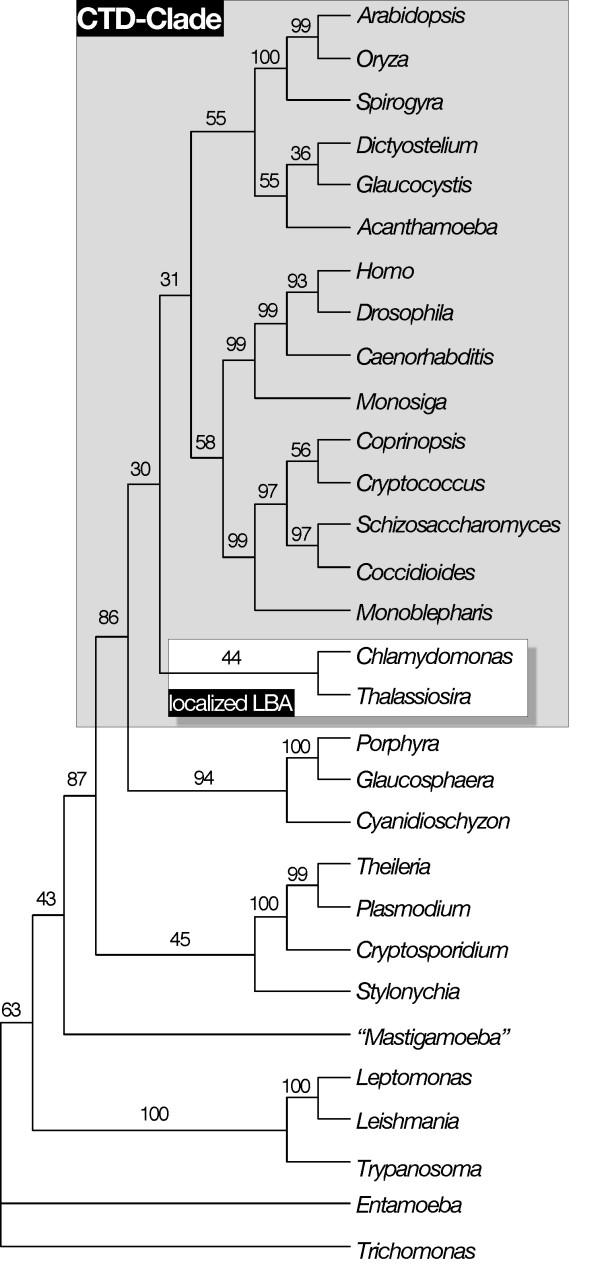 CTD-Clade
99
Arabidopsis
100
Oryza
Spirogyra
55
36
Dictyostelium
55
Glaucocystis
Acanthamoeba
31
93
Homo
99
Drosophila
99
Caenorhabditis
Monosiga
58
56
Coprinopsis
30
97
Cryptococcus
99
97
Schizosaccharomyces
Coccidioides
86
Monoblepharis
44
Chlamydomonas
localized LBA
Thalassiosira
100
Porphyra
87
94
Glaucosphaera
Cyanidioschyzon
99
Theileria
43
100
Plasmodium
45
Cryptosporidium
Stylonychia
63
“Mastigamoeba”
100
Leptomonas
100
Leishmania
Trypanosoma
Entamoeba
Trichomonas